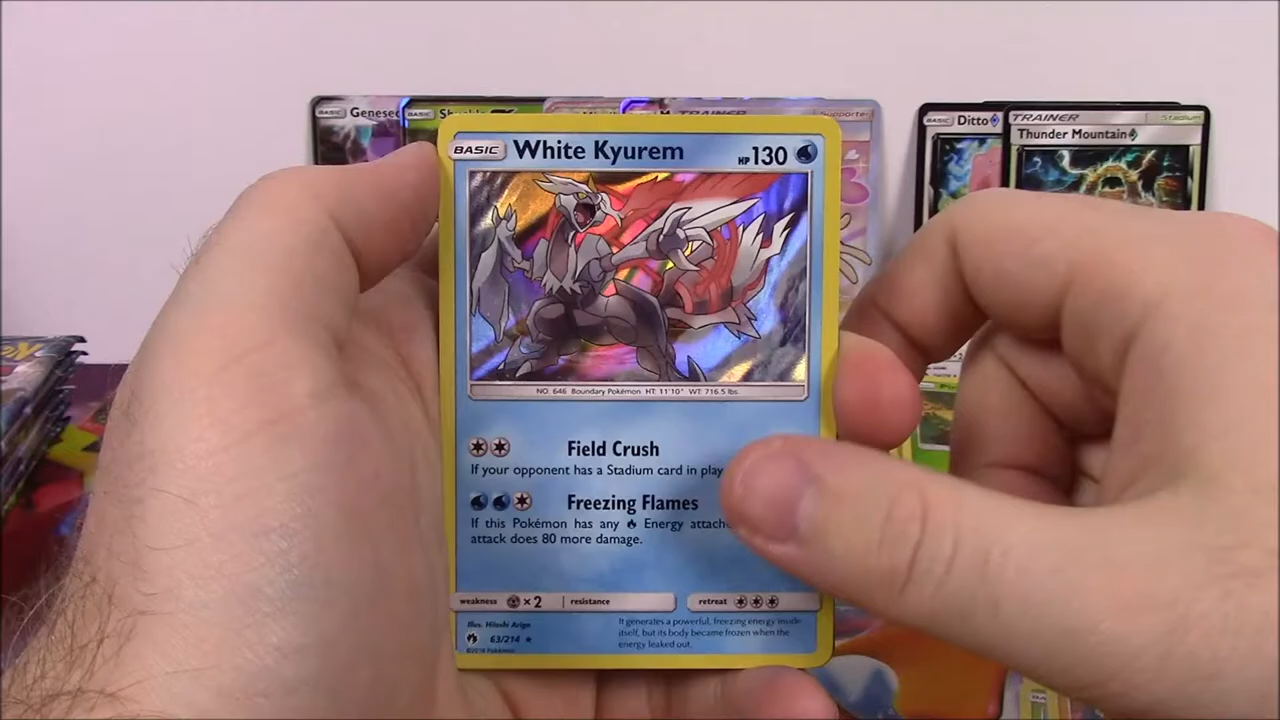 BASIC
Genesec
BASIC
TRAINER
Supporter
BASIC
Ditto
TRAINER
Stadium
Thunder Mountain
BASIC
White Kyurem
HP 130
NO. 646 Boundary Pokémon HT: 11'10" WT: 716.5 lbs.
Field Crush
If your opponent has a Stadium card in play
Freezing Flames
If this Pokémon has any Energy attache
attack does 80 more damage.
weakness ×2 resistance
retreat
Illus. Hitoshi Ariga
63/214 ★
©2018 Pokémon
It generates a powerful, freezing energy inside
itself, but its body became frozen when the
energy leaked out.